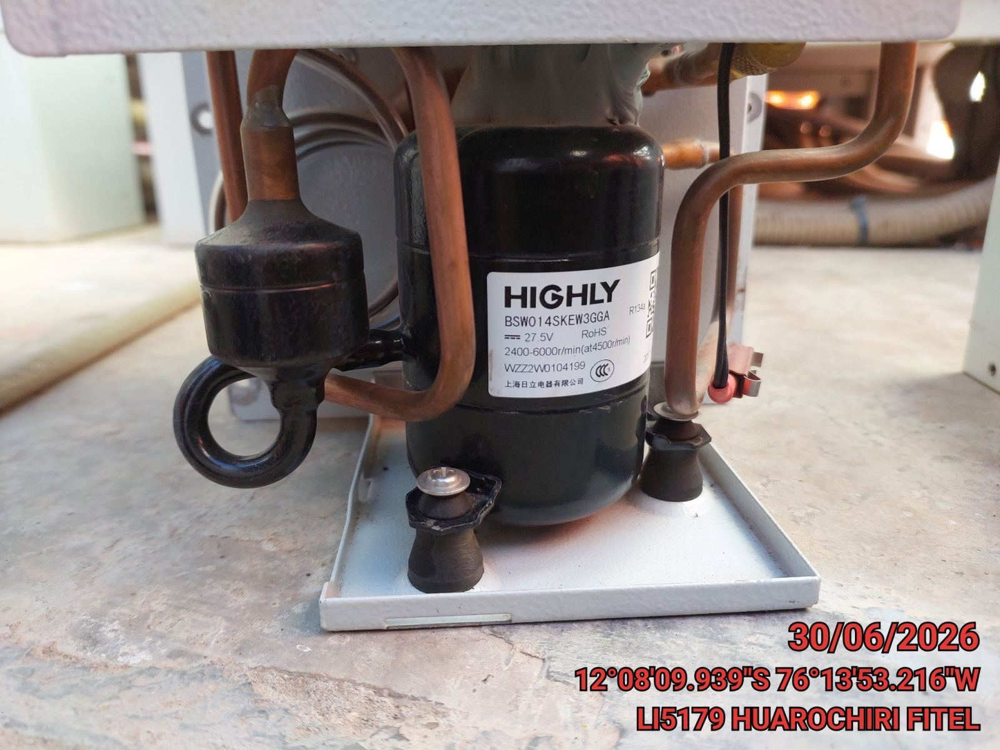 HIGHLY
BSW014SKEW3GGA
R134a
27.5V
RoHS
2400-6000r/min(at4500r/min)
WZZ2W0104199
CCC S
上海日立电器有限公司
30/06/2026
12°08'09.939"S 76°13'53.216"W
LI5179 HUAROCHIRI FITEL